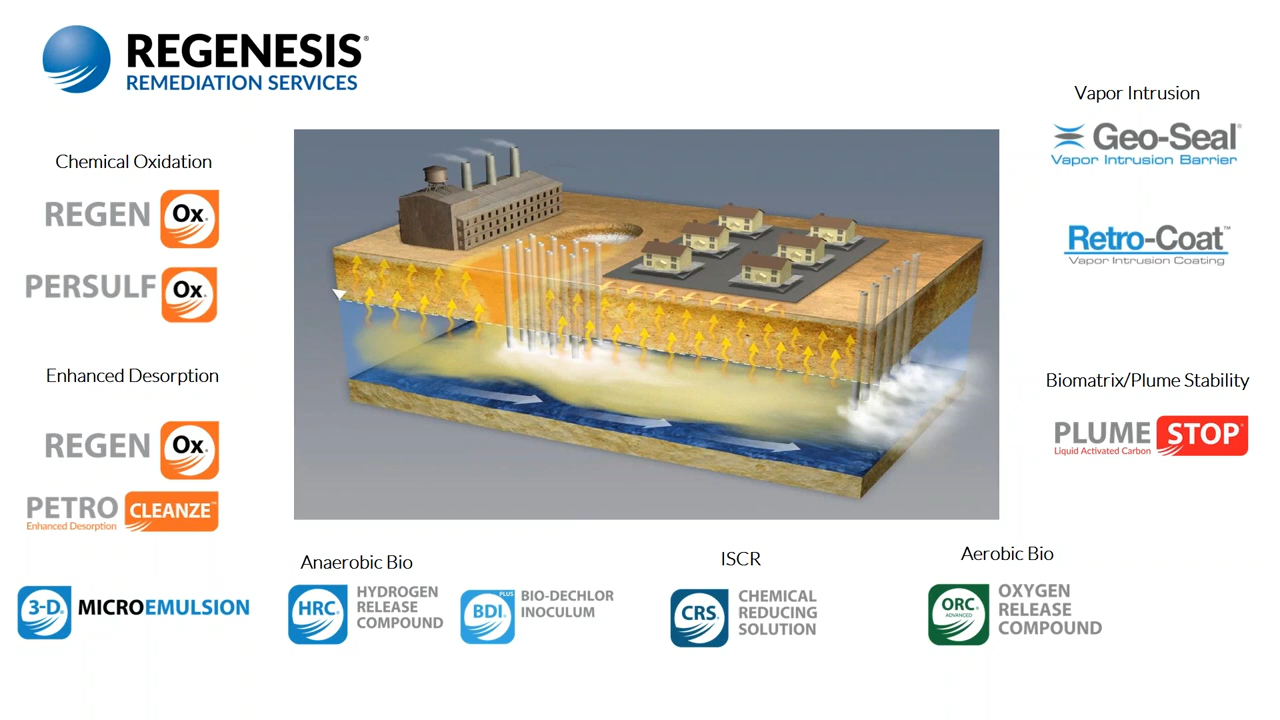 REGENESIS®
REMEDIATION SERVICES
Chemical Oxidation
REGEN Ox®
PERSULF Ox®
Enhanced Desorption
REGEN Ox®
PETRO CLEANZE™
Enhanced Desorption
3-D® MICROEMULSION
Anaerobic Bio
HRC® HYDROGEN
RELEASE
COMPOUND
BDI® PLUS BIO-DECHLOR
INOCULUM
ISCR
CRS® CHEMICAL
REDUCING
SOLUTION
Aerobic Bio
ORC® ADVANCED OXYGEN
RELEASE
COMPOUND
Vapor Intrusion
Geo-Seal®
Vapor Intrusion Barrier
Retro-Coat™
Vapor Intrusion Coating
Biomatrix/Plume Stability
PLUME STOP®
Liquid Activated Carbon